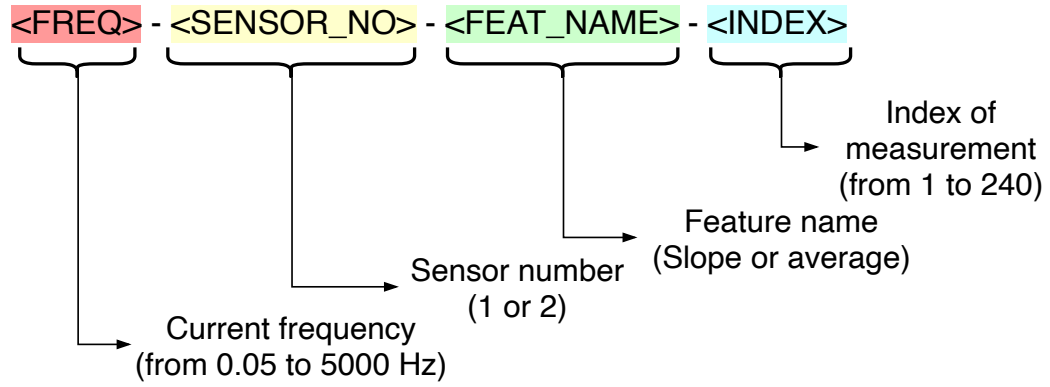 <FREQ> - <SENSOR_NO> - <FEAT_NAME> - <INDEX>
Index of
measurement
(from 1 to 240)
Feature name
(Slope or average)
Sensor number
(1 or 2)
Current frequency
(from 0.05 to 5000 Hz)